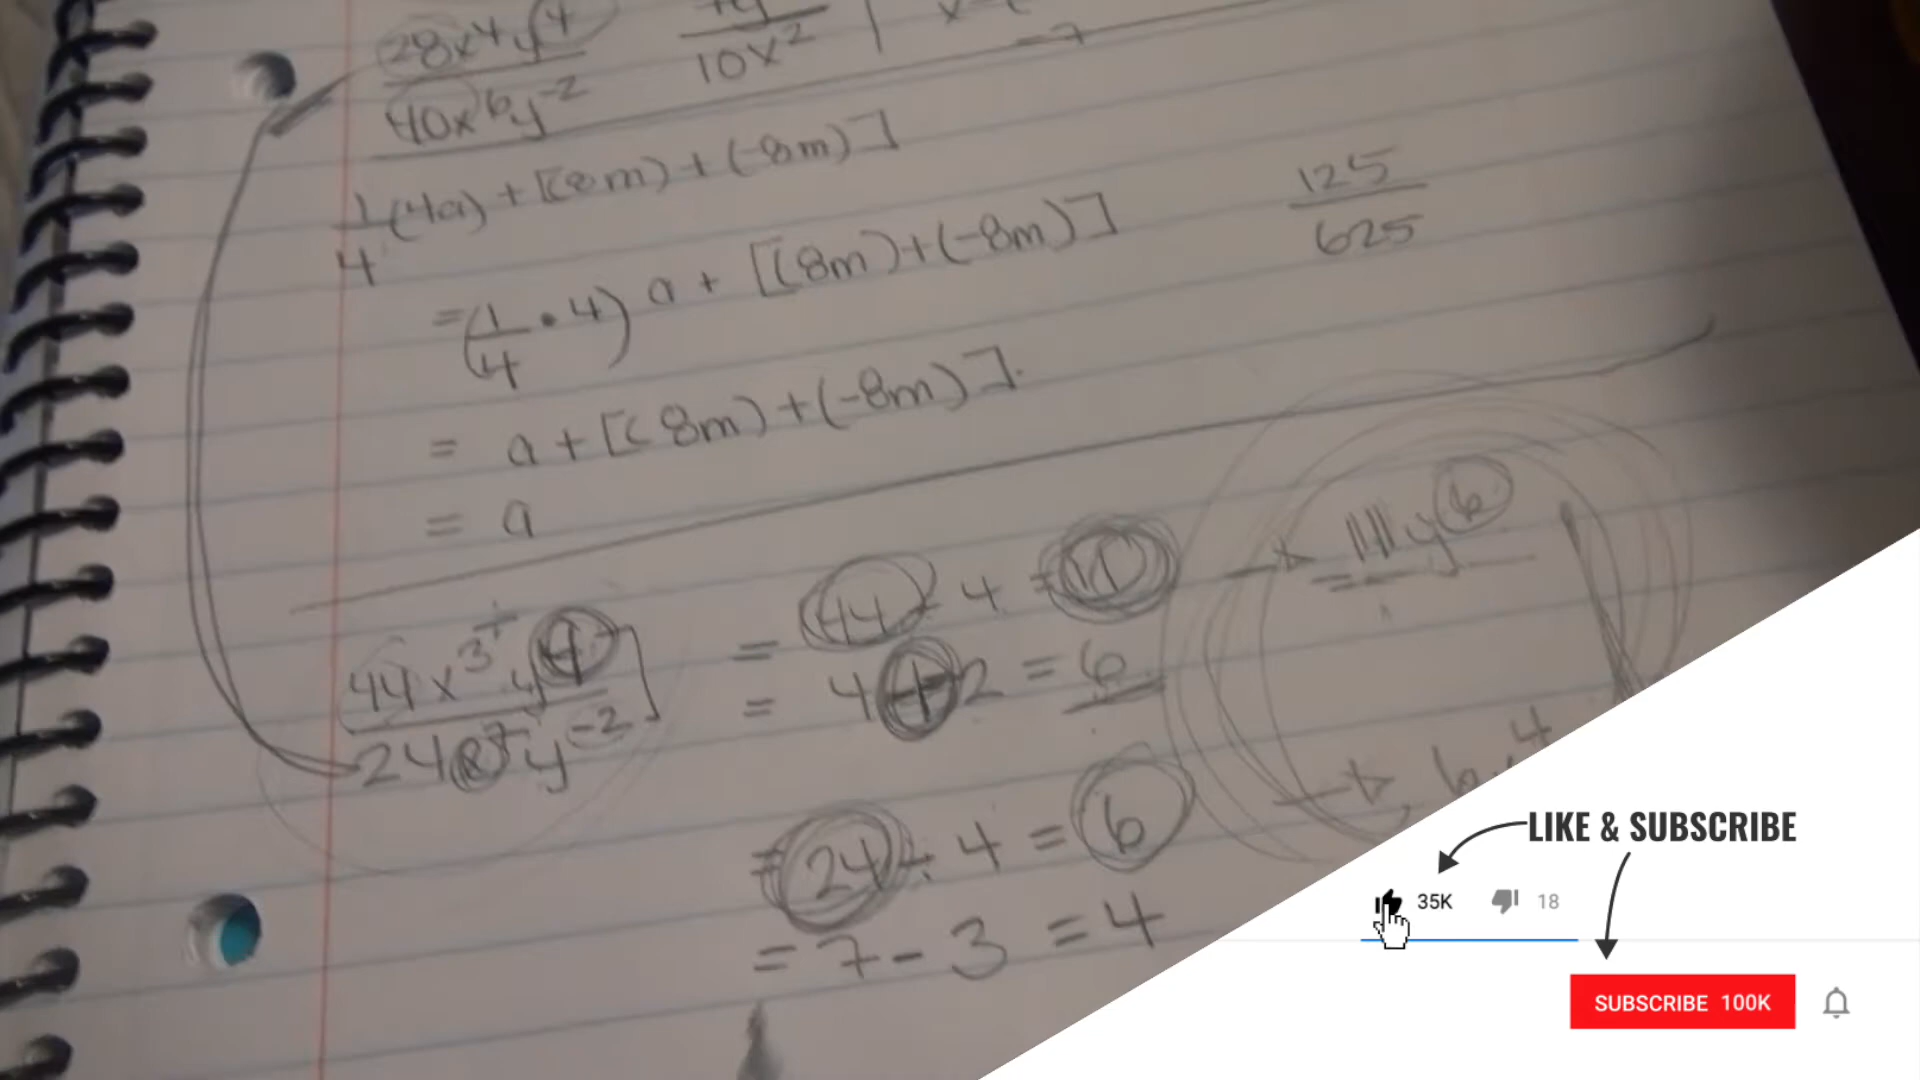 28x⁴y⁴
40x⁶y⁻²
10x²
-7
1/4 (4a) + [(8m) + (-8m)]
= (1/4 • 4) a + [(8m) + (-8m)]
125
625
= a + [(8m) + (-8m)]
= a
44x³y⁴
24x⁷y⁻²
= 44 ÷ 4 = 11
= 4 + 2 = 6
11y⁶
= 24 ÷ 4 = 6
= 7 - 3 = 4
LIKE & SUBSCRIBE
35K 18
SUBSCRIBE 100K